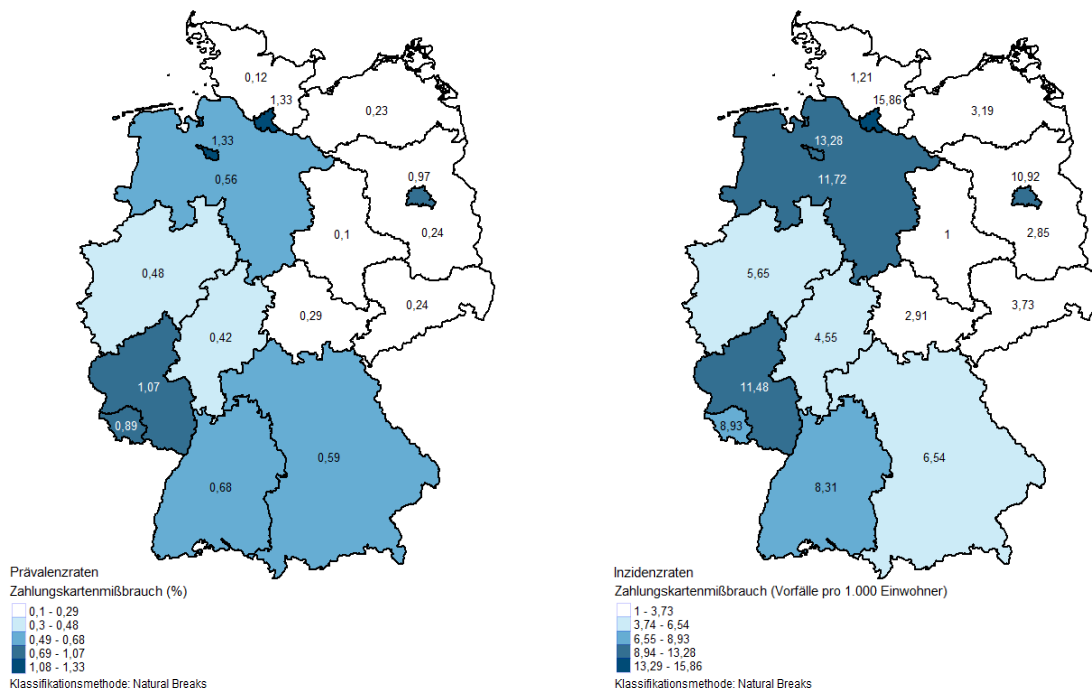 0,12
1,33
0,23
1,33
0,56
0,97
0,24
0,1
0,48
0,24
0,29
0,42
1,07
0,89
0,59
0,68
Prävalenzraten
Zahlungskartenmißbrauch (%)
0,1 - 0,29
0,3 - 0,48
0,49 - 0,68
0,69 - 1,07
1,08 - 1,33
Klassifikationsmethode: Natural Breaks
1,21
15,86
3,19
13,28
11,72
10,92
2,85
1
5,65
3,73
2,91
4,55
11,48
8,93
6,54
8,31
Inzidenzraten
Zahlungskartenmißbrauch (Vorfälle pro 1.000 Einwohner)
1 - 3,73
3,74 - 6,54
6,55 - 8,93
8,94 - 13,28
13,29 - 15,86
Klassifikationsmethode: Natural Breaks